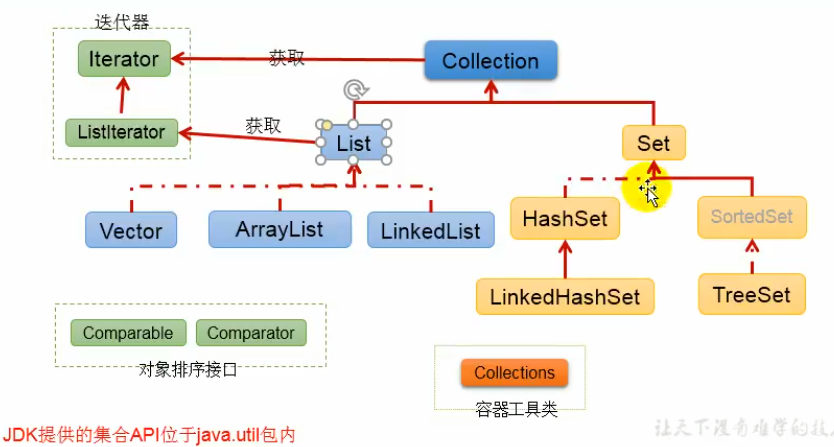 迭代器
Iterator
获取
Collection
ListIterator
获取
List
Set
Vector
ArrayList
LinkedList
HashSet
SortedSet
LinkedHashSet
TreeSet
Comparable
Comparator
对象排序接口
Collections
容器工具类
JDK提供的集合API位于java.util包内
让天下没有难学的技